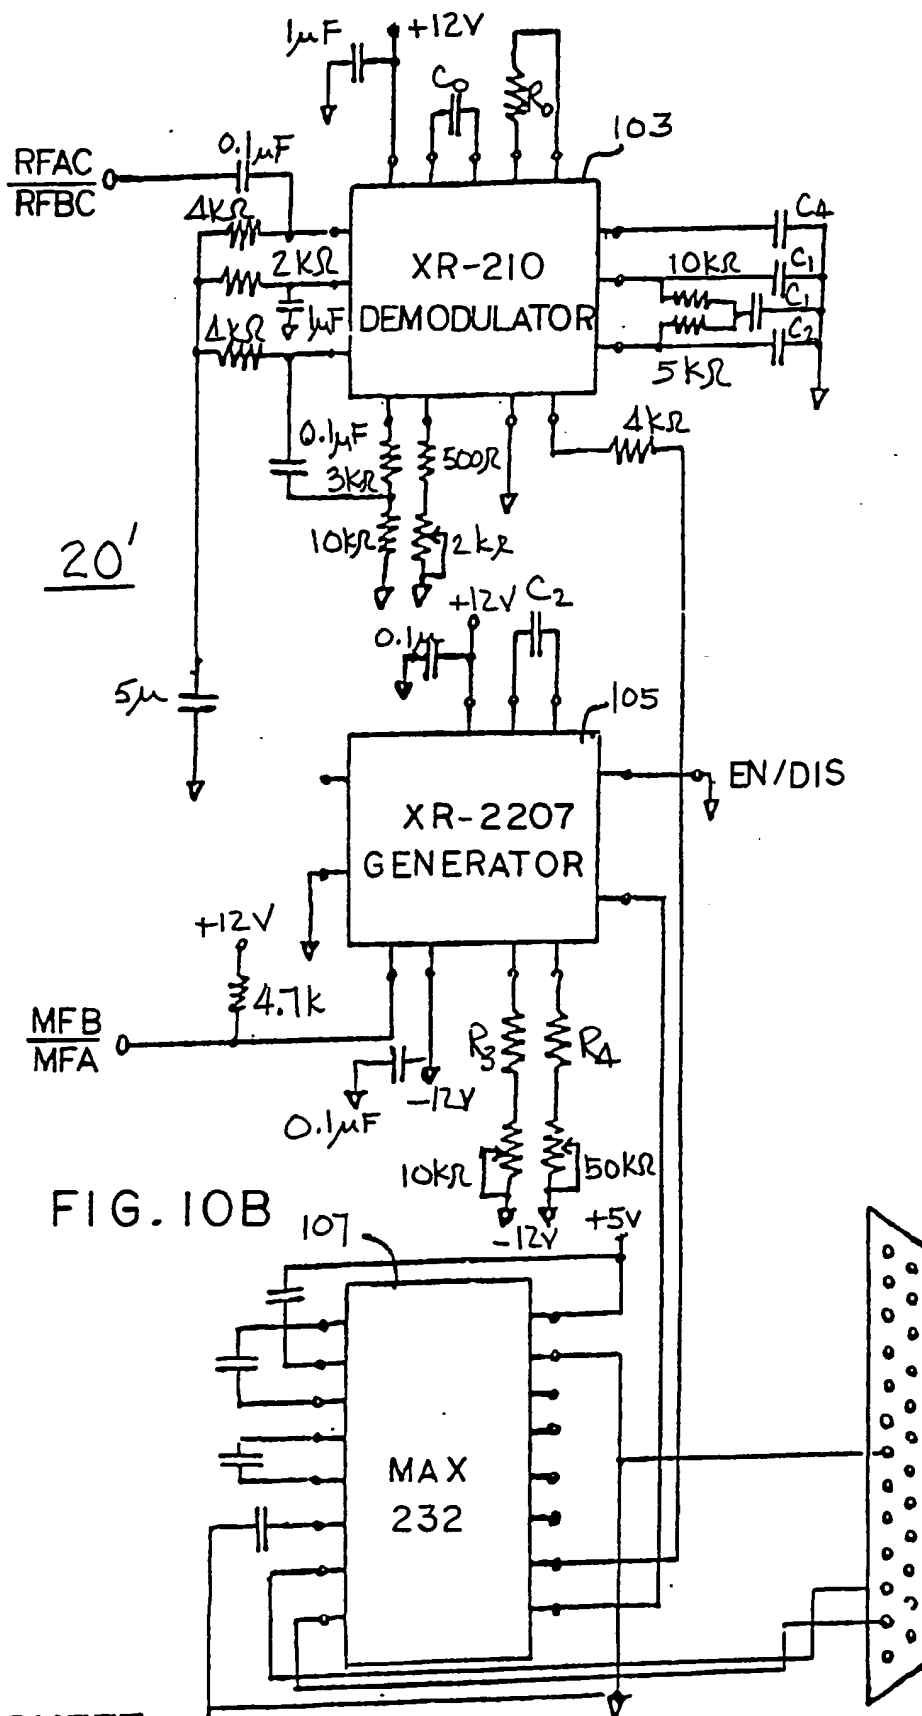 1μF
+12V
C₀
R₀
103
RFAC
RFBC
0.1μF
4KΩ
2KΩ
1μF
4KΩ
XR-210
DEMODULATOR
C4
10KΩ
C1
C1
C2
5KΩ
0.1μF
3KΩ
500Ω
4KΩ
10KΩ
2KΩ
20'
+12V
C2
0.1μ
5μ
105
EN/DIS
XR-2207
GENERATOR
+12V
4.7K
MFB
MFA
R3
R4
-12V
0.1μF
10KΩ
50KΩ
FIG. 10B
107
-12V
+5V
MAX
232